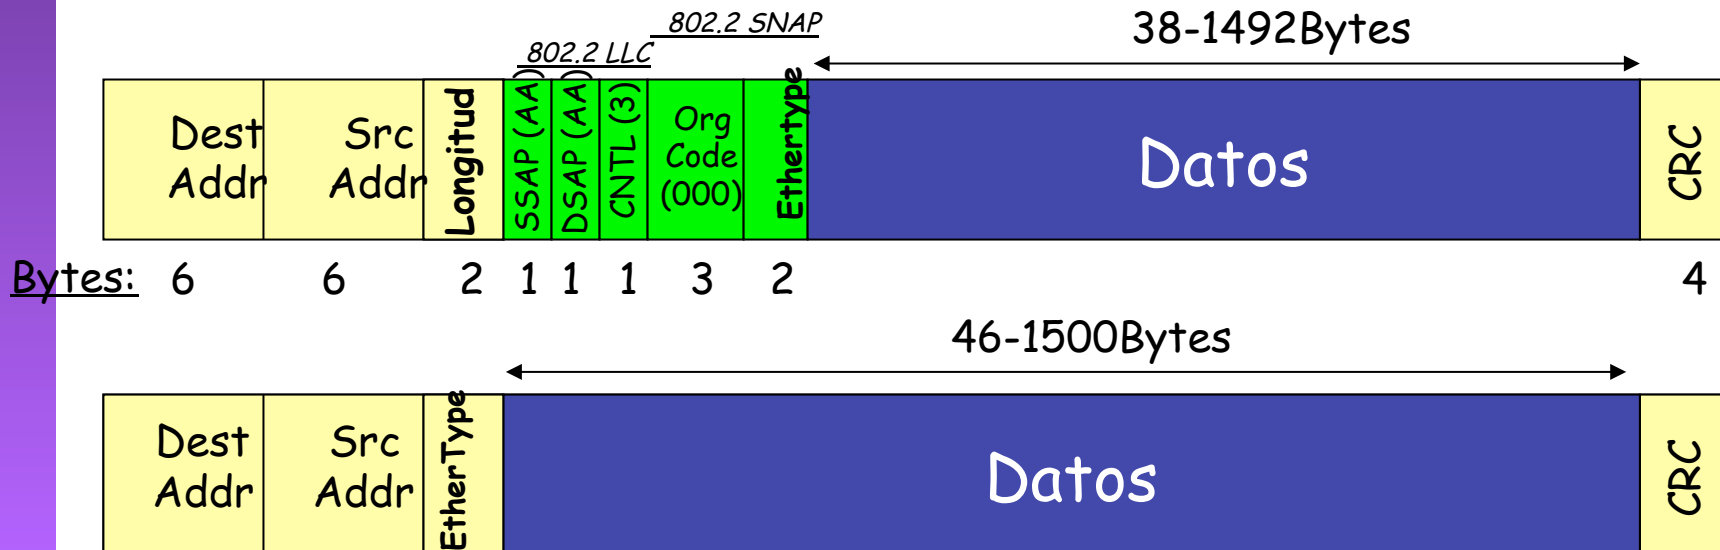 802.2 SNAP
38-1492Bytes
802.2 LLC
Dest
Addr
Src
Addr
Longitud
SSAP (AA)
DSAP (AA)
CNTL (3)
Org
Code
(000)
Ethertype
Datos
CRC
Bytes: 6 6 2 1 1 1 3 2 4
46-1500Bytes
Dest
Addr
Src
Addr
EtherType
Datos
CRC